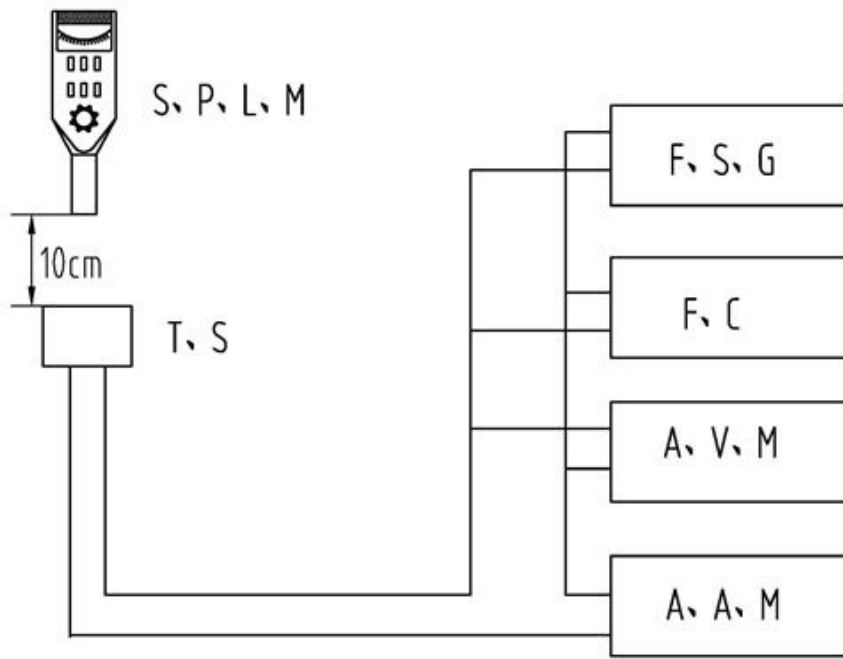 S、P、L、M
F、S、G
10cm
F、C
T、S
A、V、M
A、A、M